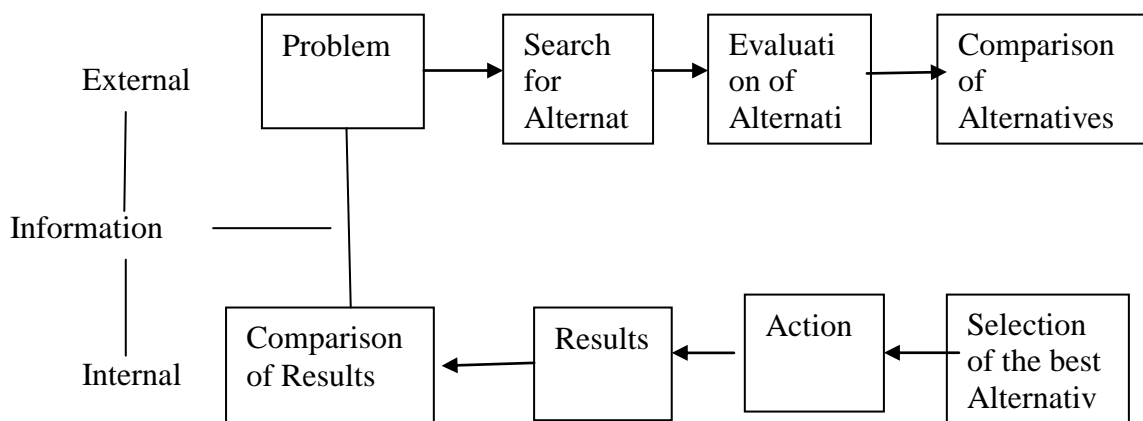 Problem
Search
for
Alternat
Evaluati
on of
Alternati
Comparison
of
Alternatives
External
Information
Internal
Comparison
of Results
Results
Action
Selection
of the best
Alternativ